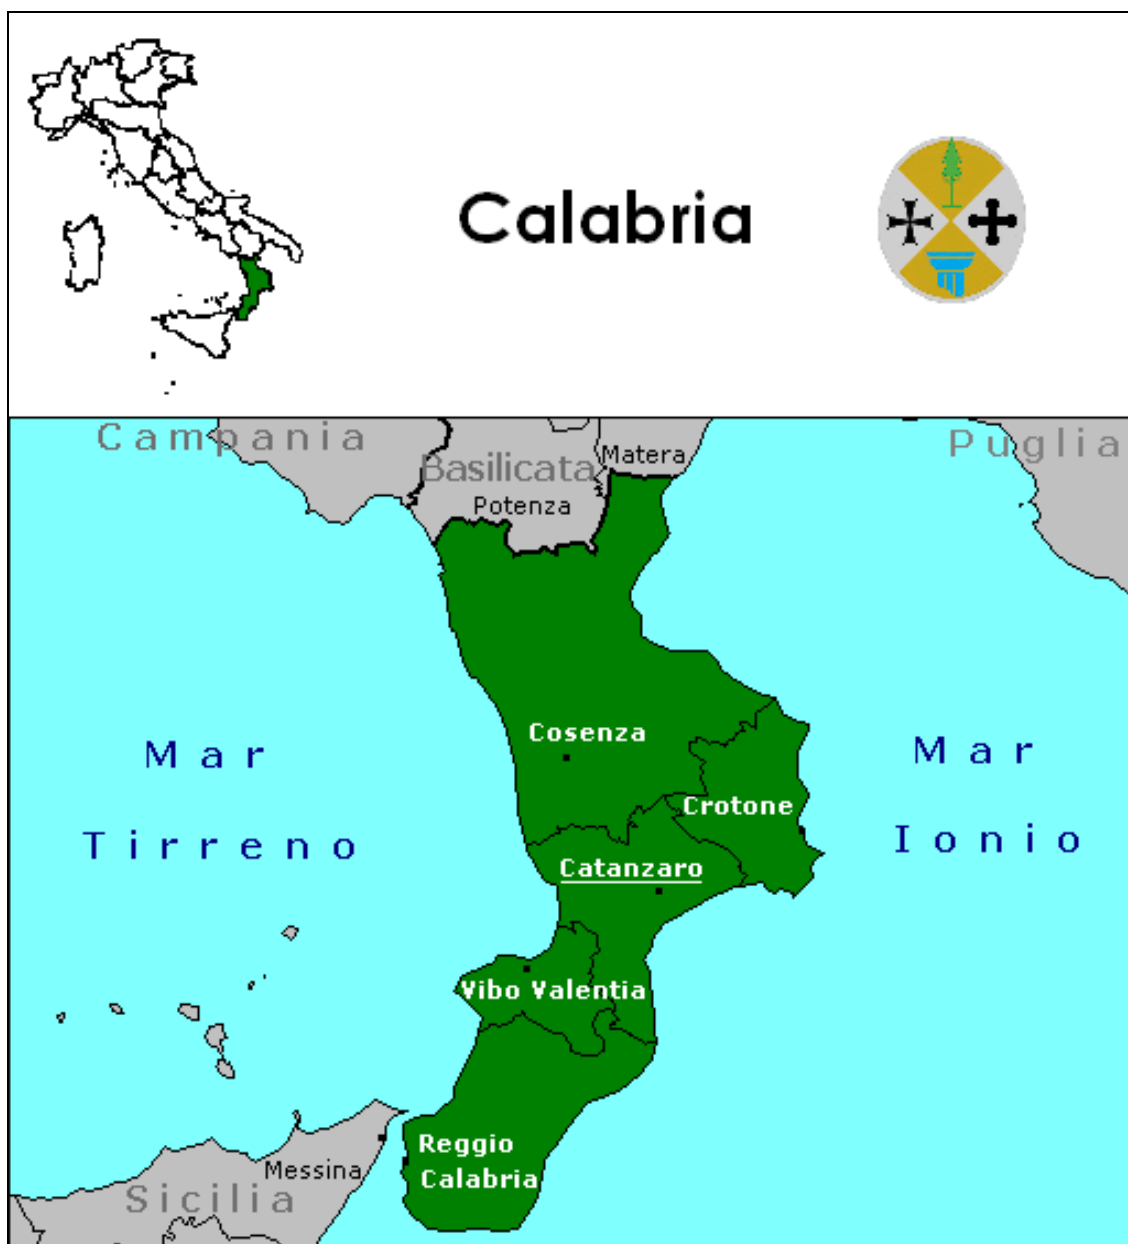 Calabria
Campania
Basilicata
Matera
Puglia
Potenza
Cosenza
Mar
Tirreno
Mar
Ionio
Crotone
Catanzaro
Vibo Valentia
Reggio
Calabria
Messina
Sicilia